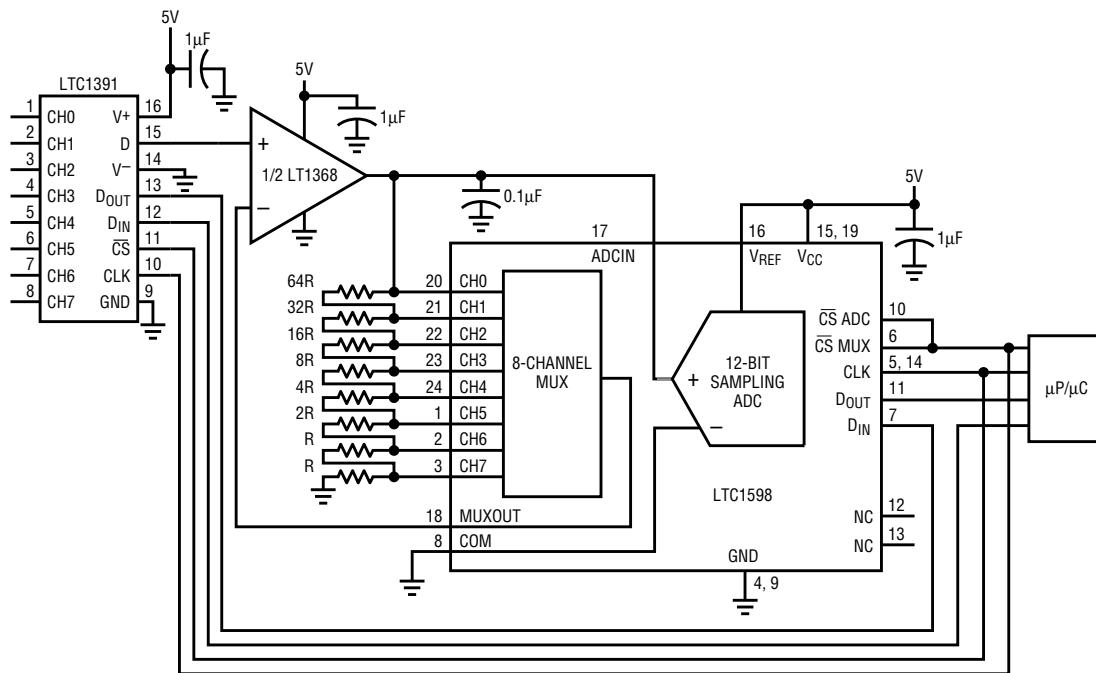 5V
1µF
LTC1391
1 CH0 V+ 16
2 CH1 D 15
3 CH2 V− 14
4 CH3 DOUT 13
5 CH4 DIN 12
6 CH5 CS 11
7 CH6 CLK 10
8 CH7 GND 9
5V
1µF
+
1/2 LT1368
−
0.1µF
5V
1µF
17
ADCIN
16
VREF
15, 19
VCC
64R 20 CH0
32R 21 CH1
16R 22 CH2
8R 23 CH3
4R 24 CH4
2R 1 CH5
R 2 CH6
R 3 CH7
8-CHANNEL
MUX
+
−
12-BIT
SAMPLING
ADC
CS ADC 10
CS MUX 6
CLK 5, 14
DOUT 11
DIN 7
µP/µC
18 MUXOUT
8 COM
LTC1598
NC 12
NC 13
GND
4, 9